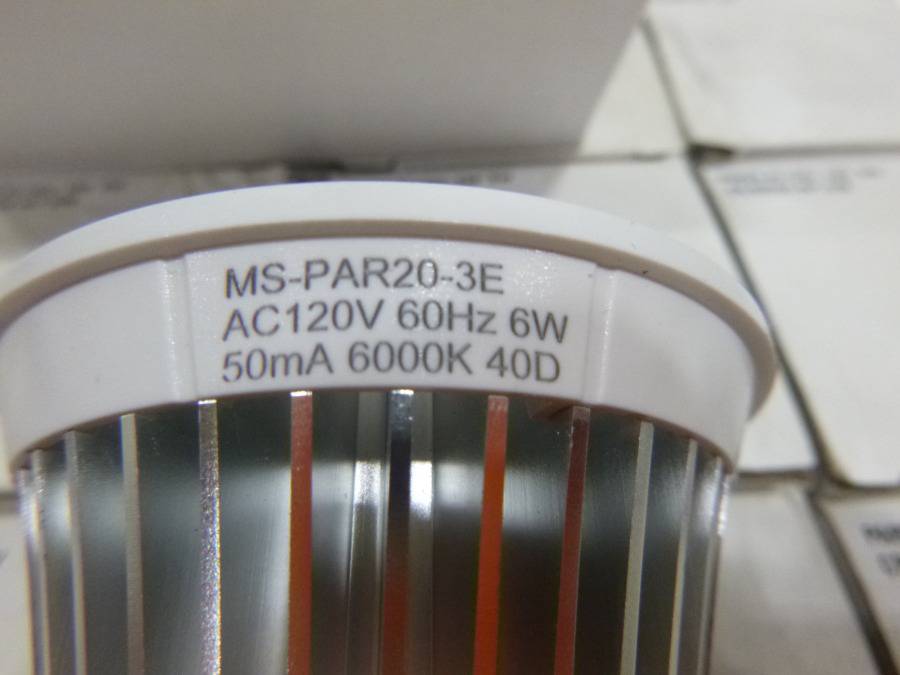 MS-PAR20-3E
AC120V 60Hz 6W
50mA 6000K 40D